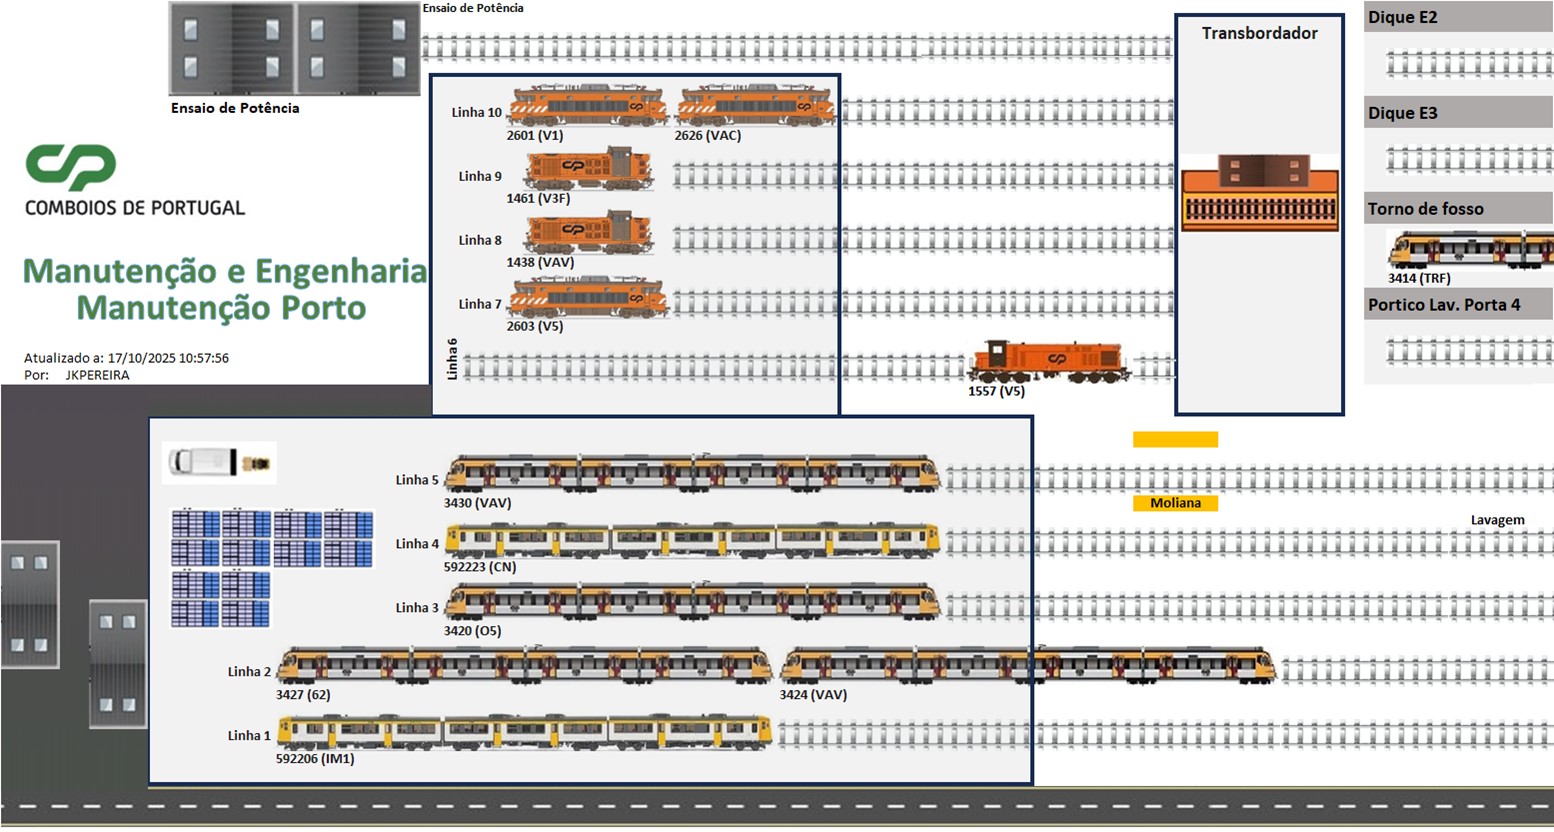 Ensaio de Potência
Ensaio de Potência
Transbordador
Dique E2
Dique E3
Torno de fosso
3414 (TRF)
Portico Lav. Porta 4
CP
COMBOIOS DE PORTUGAL
Manutenção e Engenharia
Manutenção Porto
Atualizado a: 17/10/2025 10:57:56
Por: JKPEREIRA
Linha 10
2601 (V1)
2626 (VAC)
Linha 9
1461 (V3F)
Linha 8
1438 (VAV)
Linha 7
2603 (V5)
Linha 6
1557 (V5)
Linha 5
3430 (VAV)
Moliana
Lavagem
Linha 4
592223 (CN)
Linha 3
3420 (O5)
Linha 2
3427 (62)
3424 (VAV)
Linha 1
592206 (IM1)